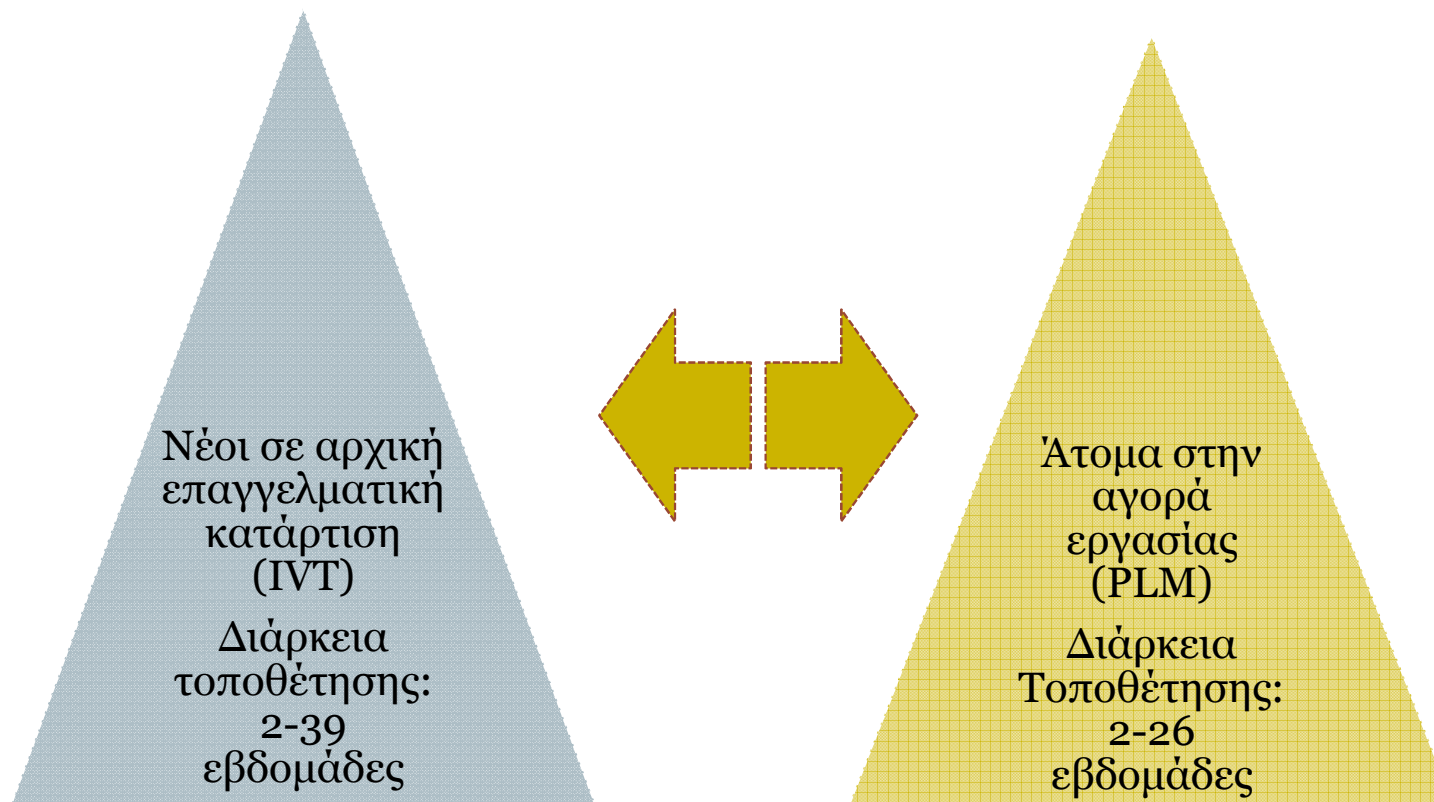 Νέοι σε αρχική
επαγγελματική
κατάρτιση
(IVT)
Διάρκεια
τοποθέτησης:
2-39
εβδομάδες
Άτομα στην
αγορά
εργασίας
(PLM)
Διάρκεια
Τοποθέτησης:
2-26
εβδομάδες